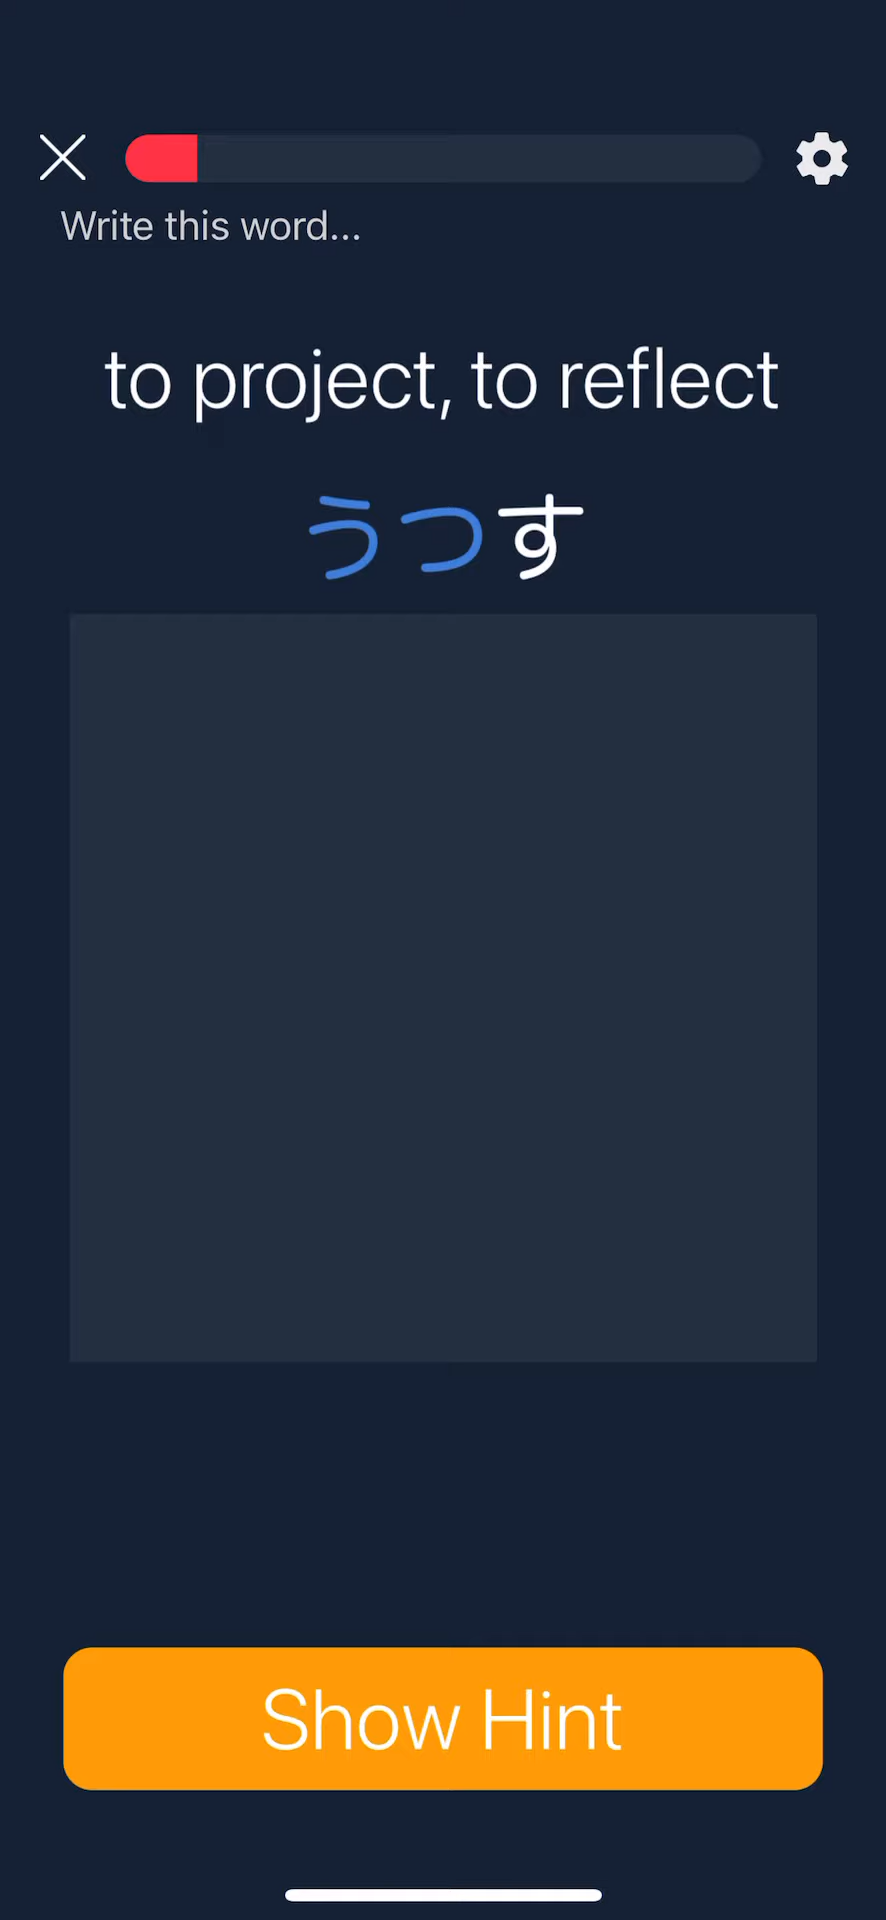 Write this word...
to project, to reflect
うつす
Show Hint